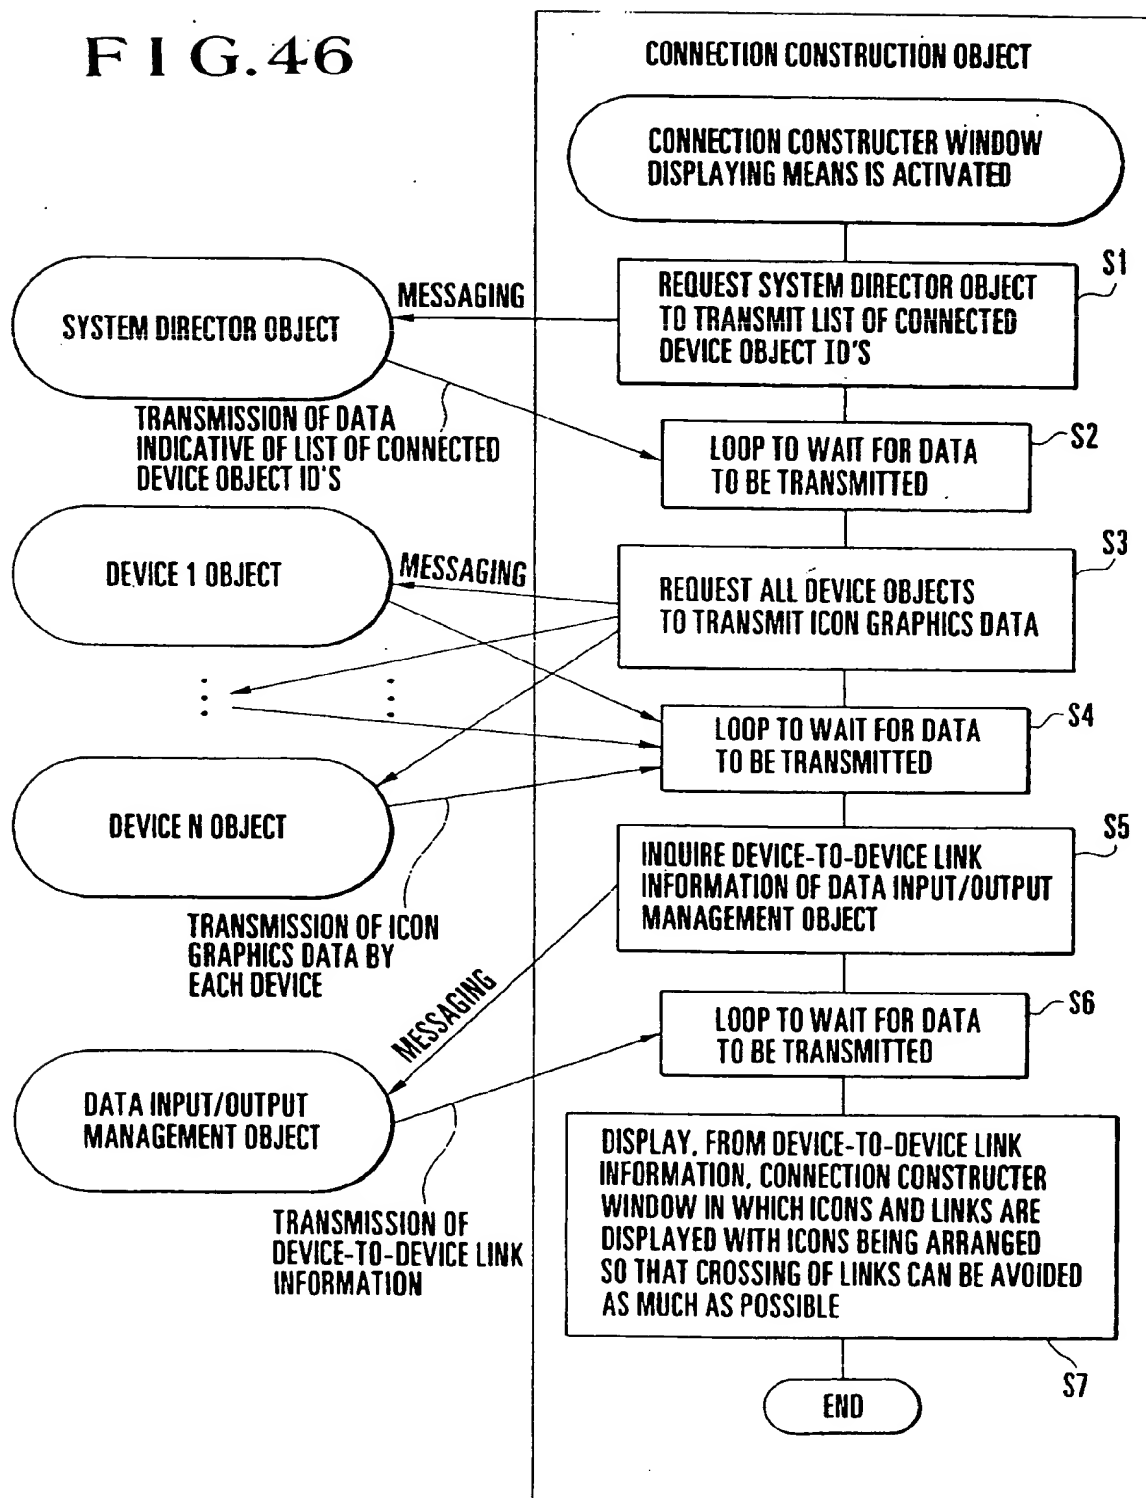 FIG.46
CONNECTION CONSTRUCTION OBJECT
CONNECTION CONSTRUCTER WINDOW
DISPLAYING MEANS IS ACTIVATED
S1
REQUEST SYSTEM DIRECTOR OBJECT
TO TRANSMIT LIST OF CONNECTED
DEVICE OBJECT ID'S
MESSAGING
SYSTEM DIRECTOR OBJECT
TRANSMISSION OF DATA
INDICATIVE OF LIST OF CONNECTED
DEVICE OBJECT ID'S
S2
LOOP TO WAIT FOR DATA
TO BE TRANSMITTED
S3
DEVICE 1 OBJECT
MESSAGING
REQUEST ALL DEVICE OBJECTS
TO TRANSMIT ICON GRAPHICS DATA
S4
LOOP TO WAIT FOR DATA
TO BE TRANSMITTED
DEVICE N OBJECT
S5
INQUIRE DEVICE-TO-DEVICE LINK
INFORMATION OF DATA INPUT/OUTPUT
MANAGEMENT OBJECT
TRANSMISSION OF ICON
GRAPHICS DATA BY
EACH DEVICE
MESSAGING
S6
LOOP TO WAIT FOR DATA
TO BE TRANSMITTED
DATA INPUT/OUTPUT
MANAGEMENT OBJECT
DISPLAY, FROM DEVICE-TO-DEVICE LINK
INFORMATION, CONNECTION CONSTRUCTER
WINDOW IN WHICH ICONS AND LINKS ARE
DISPLAYED WITH ICONS BEING ARRANGED
SO THAT CROSSING OF LINKS CAN BE AVOIDED
AS MUCH AS POSSIBLE
TRANSMISSION OF
DEVICE-TO-DEVICE LINK
INFORMATION
S7
END